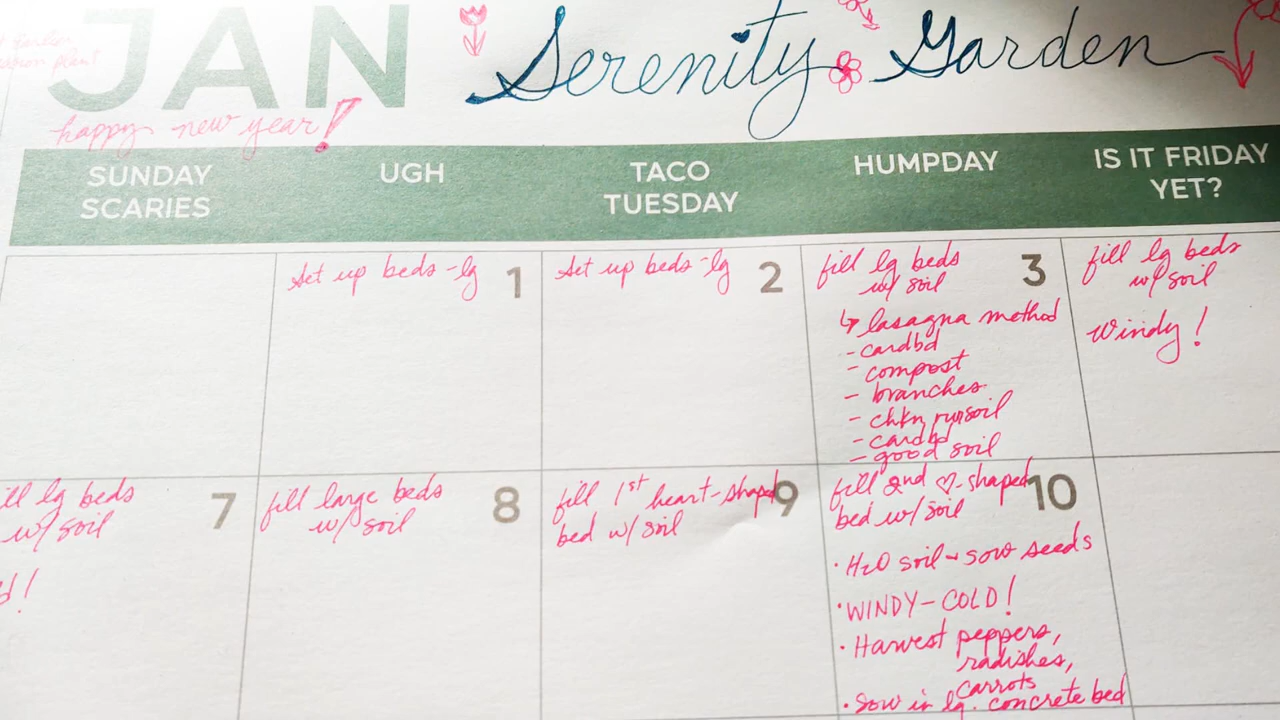 JAN
Serenity Garden
plant
happy new year!
SUNDAY
SCARIES
UGH
TACO
TUESDAY
HUMPDAY
IS IT FRIDAY
YET?
Set up beds - lg
1
Set up beds - lg
2
fill lg beds
w/ soil
3
↳ lasagna method
- cardbd
- compost
- branches
- chkn run soil
- cardbd
- good soil
fill lg beds
w/ soil
windy!
lg beds
w/ soil
7
fill large beds
w/ soil
8
fill 1st heart-shaped
bed w/ soil
9
fill 2nd ♡-shaped
bed w/ soil
10
· H2O soil → sow seeds
· WINDY - COLD!
· Harvest peppers,
radishes,
carrots
· Sow in lg. concrete bed